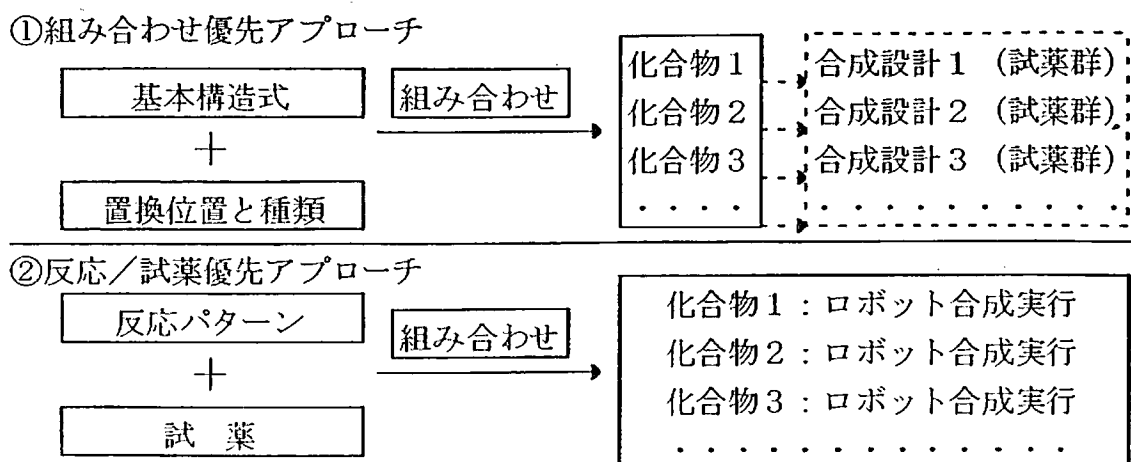 ①組み合わせ優先アプローチ
基本構造式
＋
置換位置と種類
組み合わせ
化合物１
化合物２
化合物３
・・・・
合成設計１（試薬群）
合成設計２（試薬群）
合成設計３（試薬群）
・・・・・・・・・・・
②反応／試薬優先アプローチ
反応パターン
＋
試　薬
組み合わせ
化合物１：ロボット合成実行
化合物２：ロボット合成実行
化合物３：ロボット合成実行
・・・・・・・・・・・・・